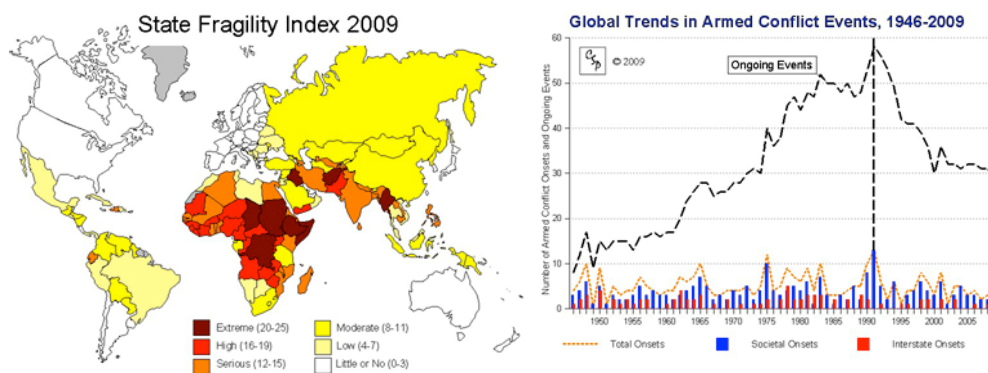 State Fragility Index 2009
Extreme (20-25)
High (16-19)
Serious (12-15)
Moderate (8-11)
Low (4-7)
Little or No (0-3)
Global Trends in Armed Conflict Events, 1946-2009
Number of Armed Conflict Onsets and Ongoing Events
60
50
40
30
20
10
0
CSP © 2009
Ongoing Events
1950 1955 1960 1965 1970 1975 1980 1985 1990 1995 2000 2005
Total Onsets
Societal Onsets
Interstate Onsets